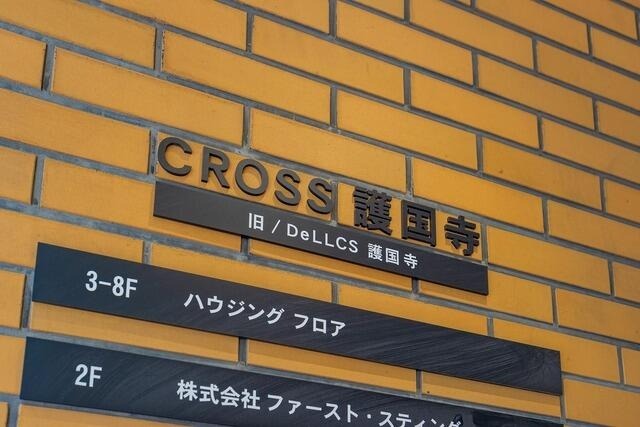 CROSS 護国寺
旧 / DeLLCS 護国寺
3-8F ハウジング フロア
2F 株式会社 ファースト・スティング